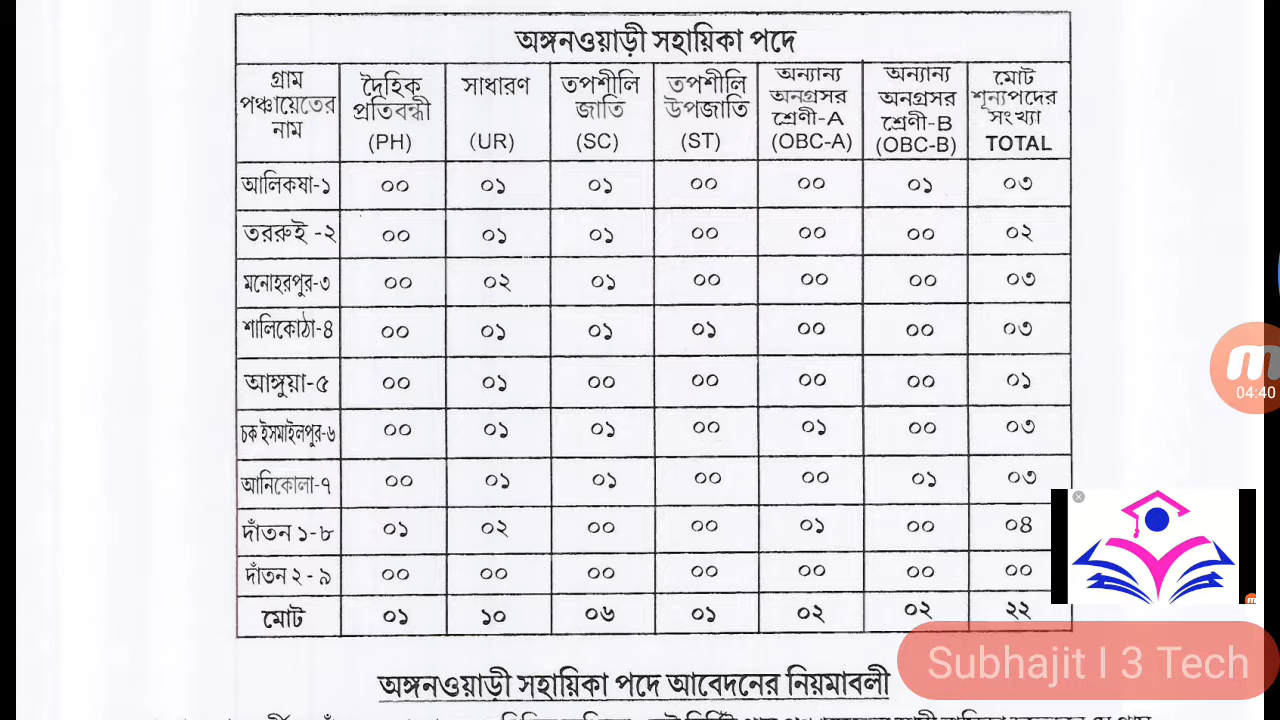 অঙ্গনওয়াড়ী সহায়িকা পদে
গ্রাম পঞ্চায়েতের নাম দৈহিক প্রতিবন্ধী (PH) সাধারণ (UR) তপশীলি জাতি (SC) তপশীলি উপজাতি (ST) অন্যান্য অনগ্রসর শ্রেণী-A (OBC-A) অন্যান্য অনগ্রসর শ্রেণী-B (OBC-B) মোট শূন্যপদের সংখ্যা TOTAL
আলিকষা-১ ০০ ০১ ০১ ০০ ০০ ০১ ০৩
তররুই -২ ০০ ০১ ০১ ০০ ০০ ০০ ০২
মনোহরপুর-৩ ০০ ০২ ০১ ০০ ০০ ০০ ০৩
শালিকোঠা-৪ ০০ ০১ ০১ ০১ ০০ ০০ ০৩
আঙ্গুয়া-৫ ০০ ০১ ০০ ০০ ০০ ০০ ০১
চক ইসমাইলপুর-৬ ০০ ০১ ০১ ০০ ০১ ০০ ০৩
আনিকোলা-৭ ০০ ০১ ০১ ০০ ০০ ০১ ০৩
দাঁতন ১-৮ ০১ ০২ ০০ ০০ ০১ ০০ ০৪
দাঁতন ২ - ৯ ০০ ০০ ০০ ০০ ০০ ০০ ০০
মোট ০১ ১০ ০৬ ০১ ০২ ০২ ২২
04:40
Subhajit I 3 Tech
অঙ্গনওয়াড়ী সহায়িকা পদে আবেদনের নিয়মাবলী